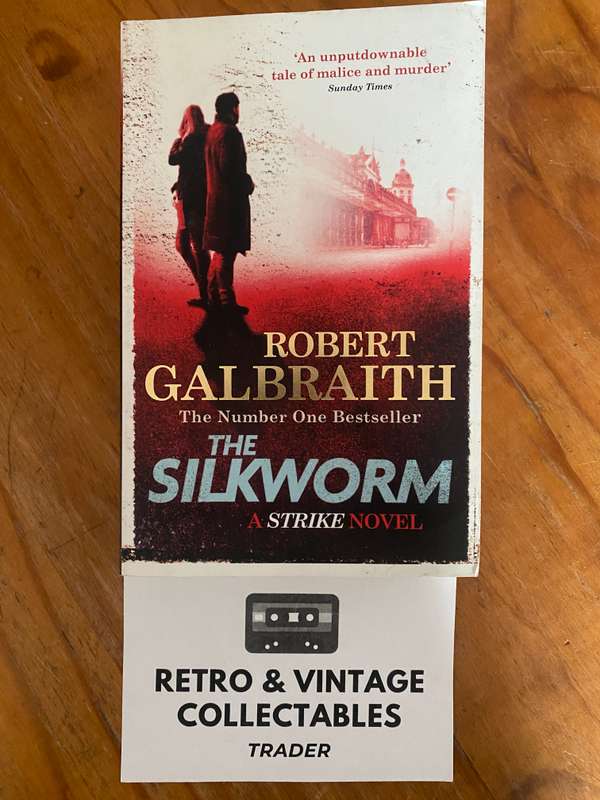 'An unputdownable
tale of malice and murder'
Sunday Times
ROBERT
GALBRAITH
The Number One Bestseller
THE
SILKWORM
A STRIKE NOVEL
RETRO & VINTAGE
COLLECTABLES
TRADER